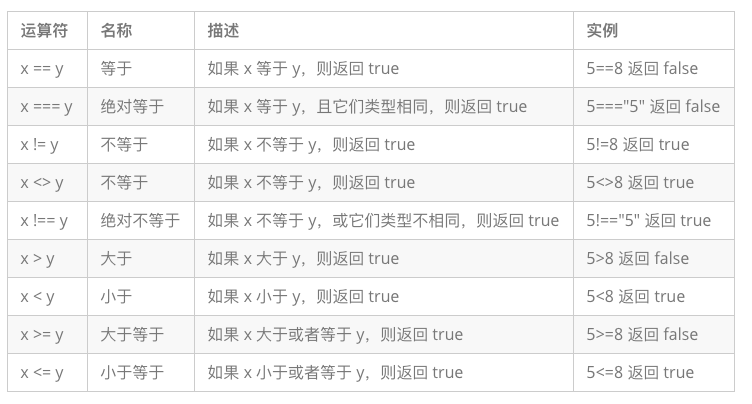 运算符 名称 描述 实例
x == y 等于 如果 x 等于 y，则返回 true 5==8 返回 false
x === y 绝对等于 如果 x 等于 y，且它们类型相同，则返回 true 5==="5" 返回 false
x != y 不等于 如果 x 不等于 y，则返回 true 5!=8 返回 true
x <> y 不等于 如果 x 不等于 y，则返回 true 5<>8 返回 true
x !== y 绝对不等于 如果 x 不等于 y，或它们类型不相同，则返回 true 5!=="5" 返回 true
x > y 大于 如果 x 大于 y，则返回 true 5>8 返回 false
x < y 小于 如果 x 小于 y，则返回 true 5<8 返回 true
x >= y 大于等于 如果 x 大于或者等于 y，则返回 true 5>=8 返回 false
x <= y 小于等于 如果 x 小于或者等于 y，则返回 true 5<=8 返回 true